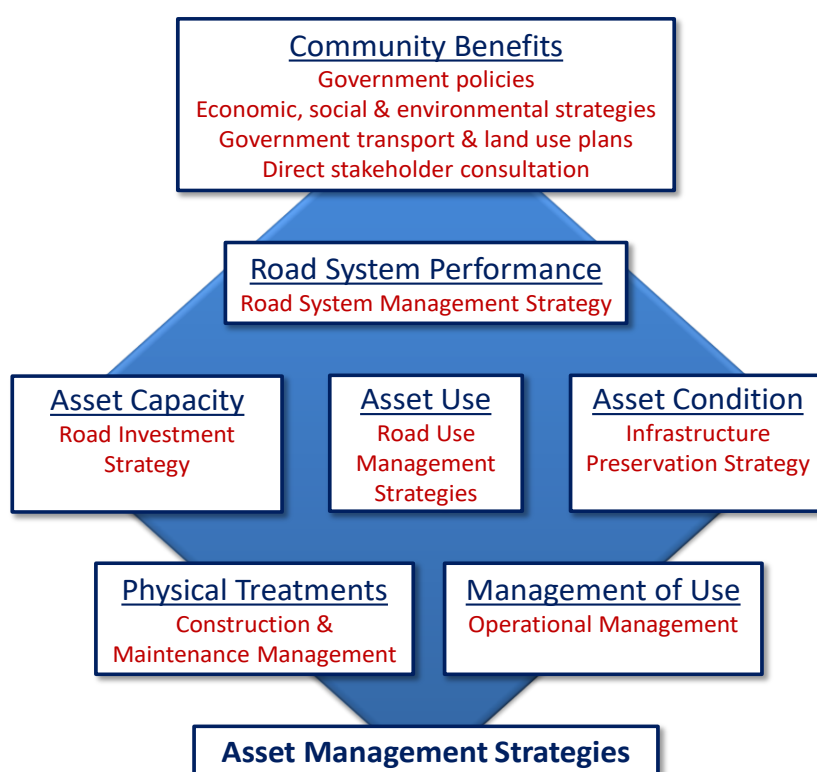 Community Benefits
Government policies
Economic, social & environmental strategies
Government transport & land use plans
Direct stakeholder consultation
Road System Performance
Road System Management Strategy
Asset Capacity
Road Investment
Strategy
Asset Use
Road Use
Management
Strategies
Asset Condition
Infrastructure
Preservation Strategy
Physical Treatments
Construction &
Maintenance Management
Management of Use
Operational Management
Asset Management Strategies